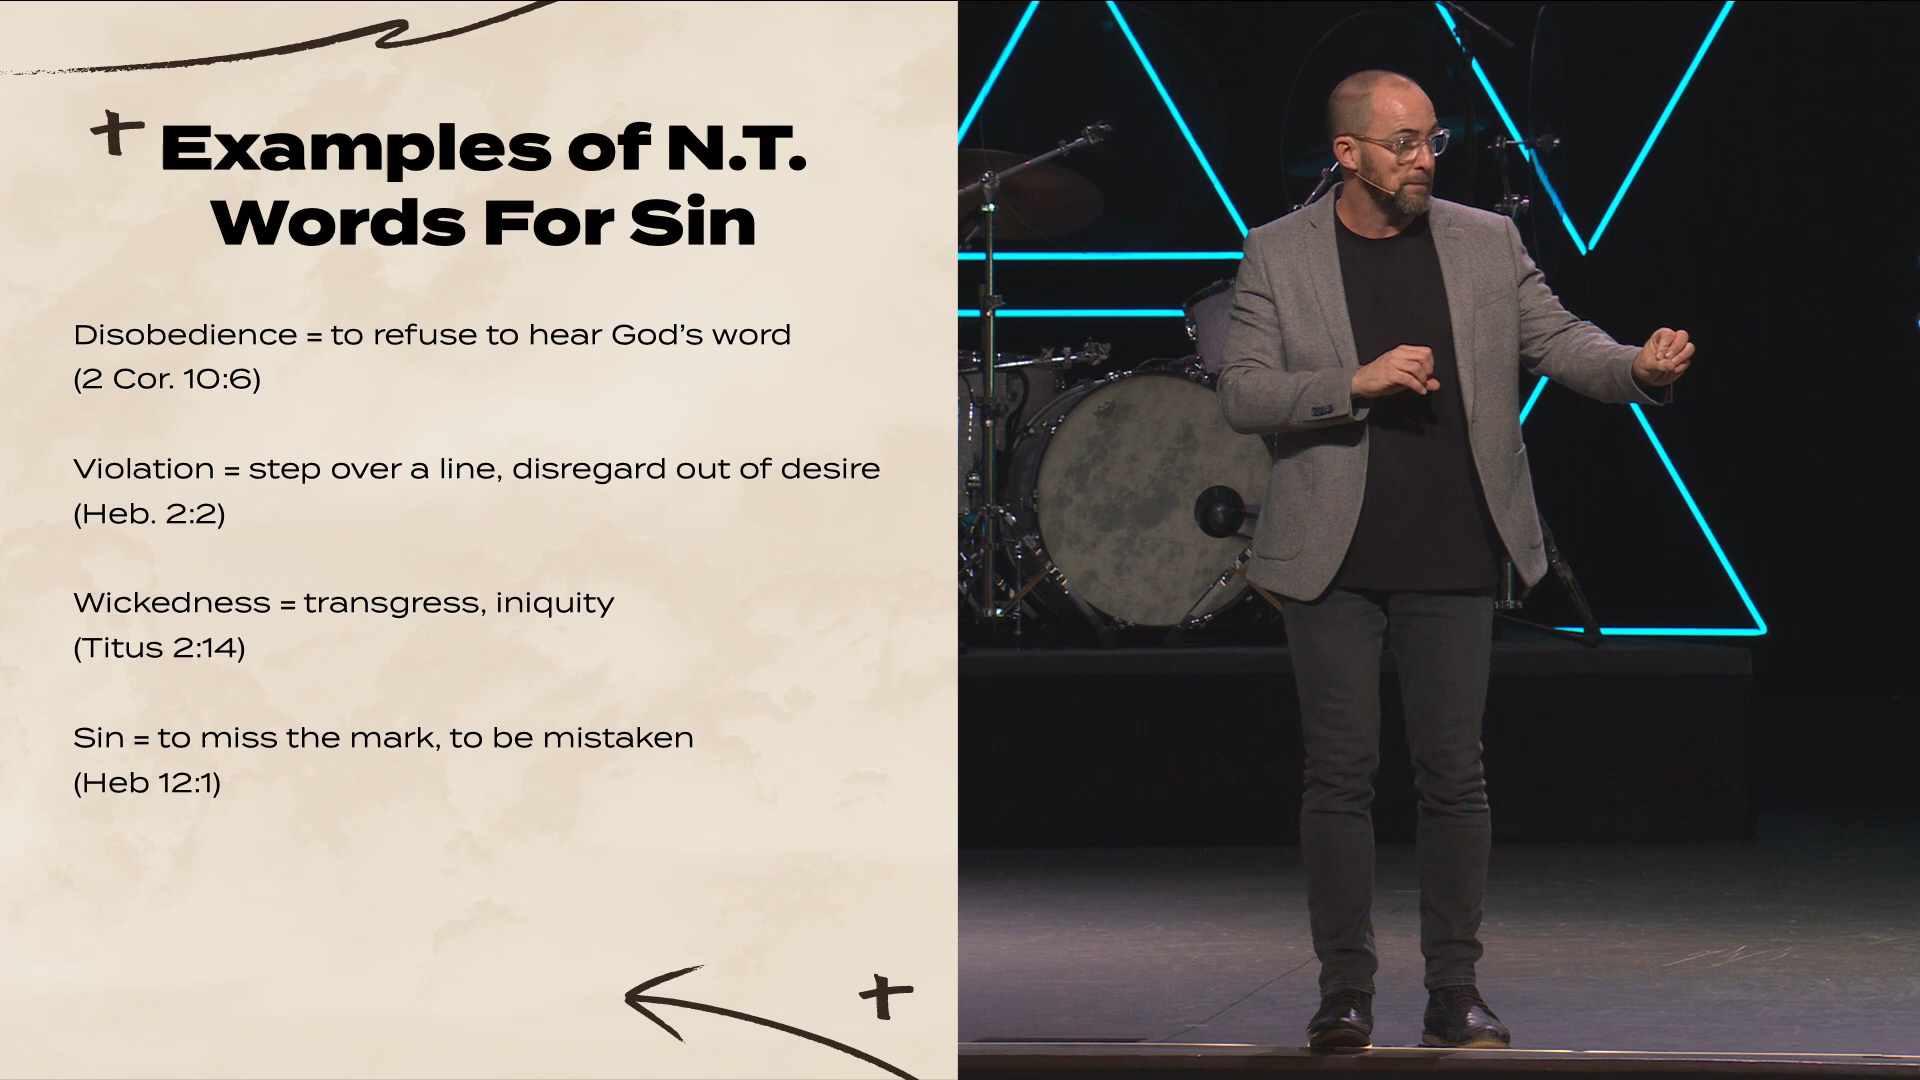 Examples of N.T.
Words For Sin
Disobedience = to refuse to hear God’s word
(2 Cor. 10:6)
Violation = step over a line, disregard out of desire
(Heb. 2:2)
Wickedness = transgress, iniquity
(Titus 2:14)
Sin = to miss the mark, to be mistaken
(Heb 12:1)